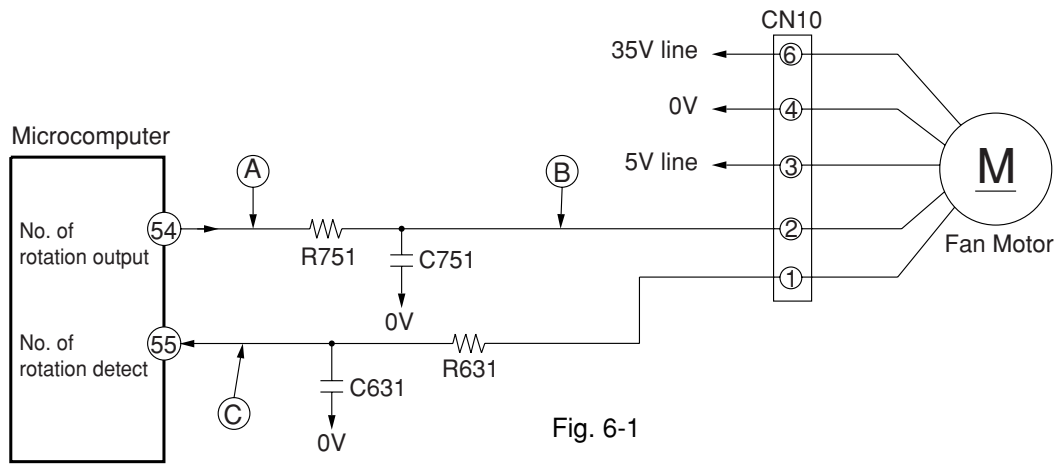 CN10
35V line
6
0V
4
Microcomputer
5V line
3
M
A
B
No. of
rotation output
54
R751
C751
2
Fan Motor
1
0V
No. of
rotation detect
55
R631
C631
C
0V
Fig. 6-1